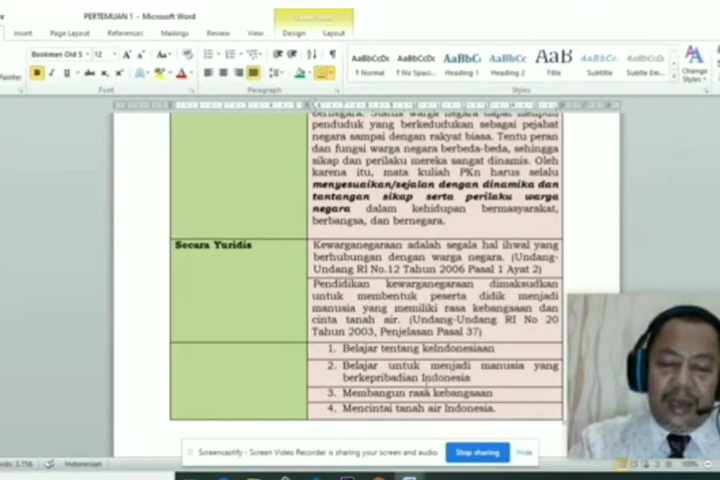 PERTEMUAN 1 - Microsoft Word
Insert Page Layout References Mailings Review View Design Layout
Bookman Old S 12
Painter
Paragraph
Styles
AaBbCcDc AaBbCcDc AaBbC AaBbCc AaB AaBbCc AaBbCcD
¶ Normal ¶ No Spac... Heading 1 Heading 2 Title Subtitle Subtle Em...
Change
Styles
penduduk yang berkedudukan sebagai pejabat
negara sampai dengan rakyat biasa. Tentu peran
dan fungsi warga negara berbeda-beda, sehingga
sikap dan perilaku mereka sangat dinamis. Oleh
karena itu, mata kuliah PKn harus selalu
menyesuaikan/sejalan dengan dinamika dan
tantangan sikap serta perilaku warga
negara dalam kehidupan bermasyarakat,
berbangsa, dan bernegara.
Secara Yuridis
Kewarganegaraan adalah segala hal ihwal yang
berhubungan dengan warga negara. (Undang-
Undang RI No.12 Tahun 2006 Pasal 1 Ayat 2)
Pendidikan kewarganegaraan dimaksudkan
untuk membentuk peserta didik menjadi
manusia yang memiliki rasa kebangsaan dan
cinta tanah air. (Undang-Undang RI No 20
Tahun 2003, Penjelasan Pasal 37)
1. Belajar tentang keIndonesiaan
2. Belajar untuk menjadi manusia yang
berkepribadian Indonesia
3. Membangun rasa kebangsaan
4. Mencintai tanah air Indonesia.
Screencastify - Screen Video Recorder is sharing your screen and audio. Stop sharing Hide
Indonesian